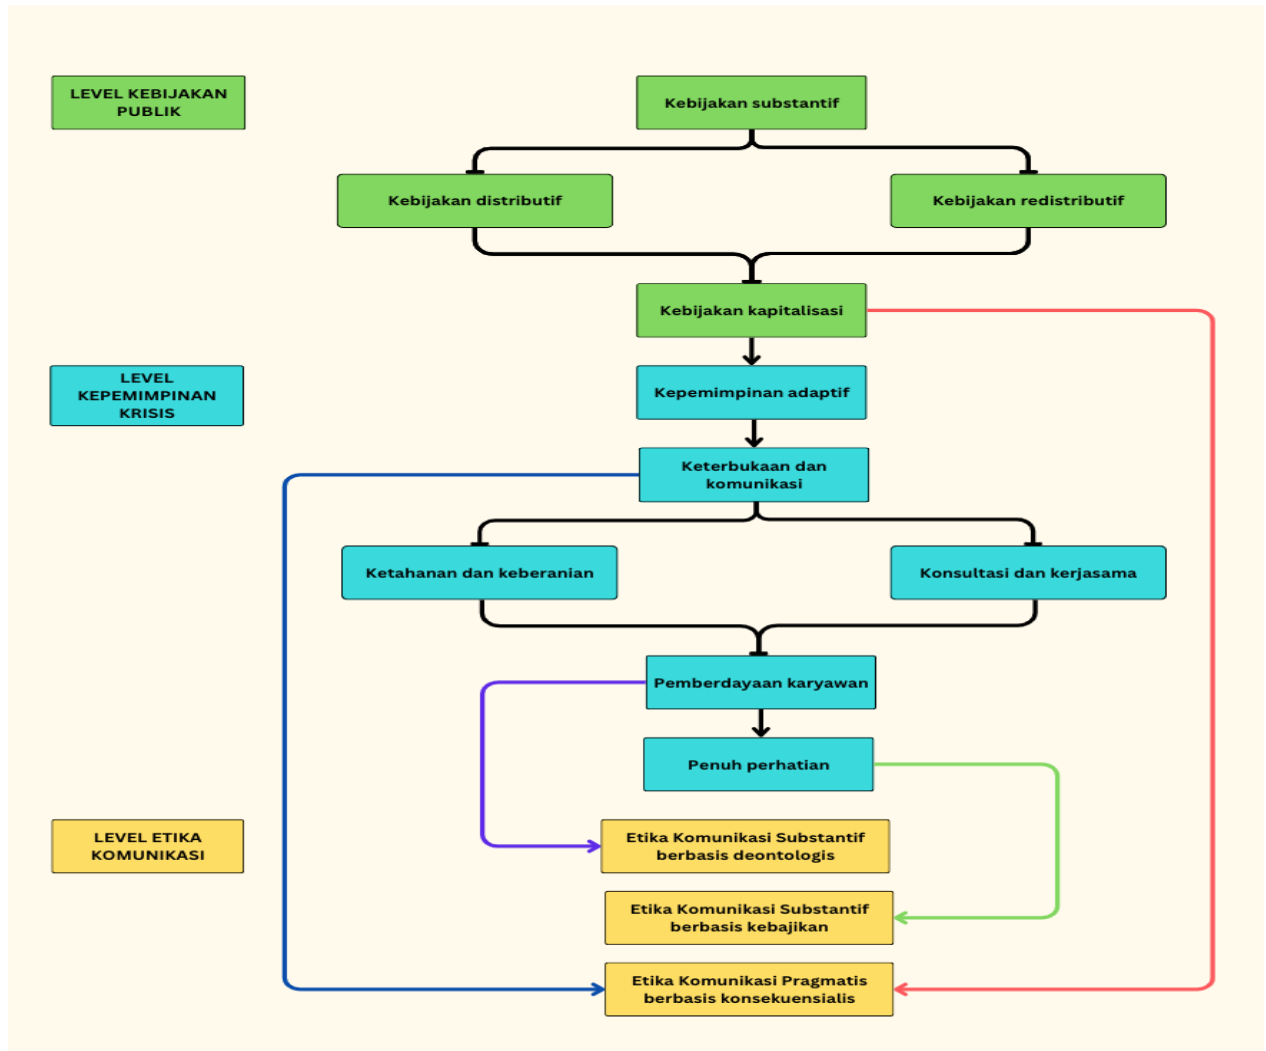 LEVEL KEBIJAKAN
PUBLIK
Kebijakan substantif
Kebijakan distributif
Kebijakan redistributif
Kebijakan kapitalisasi
LEVEL
KEPEMIMPINAN
KRISIS
Kepemimpinan adaptif
Keterbukaan dan
komunikasi
Ketahanan dan keberanian
Konsultasi dan kerjasama
Pemberdayaan karyawan
Penuh perhatian
LEVEL ETIKA
KOMUNIKASI
Etika Komunikasi Substantif
berbasis deontologis
Etika Komunikasi Substantif
berbasis kebajikan
Etika Komunikasi Pragmatis
berbasis konsekuensialis